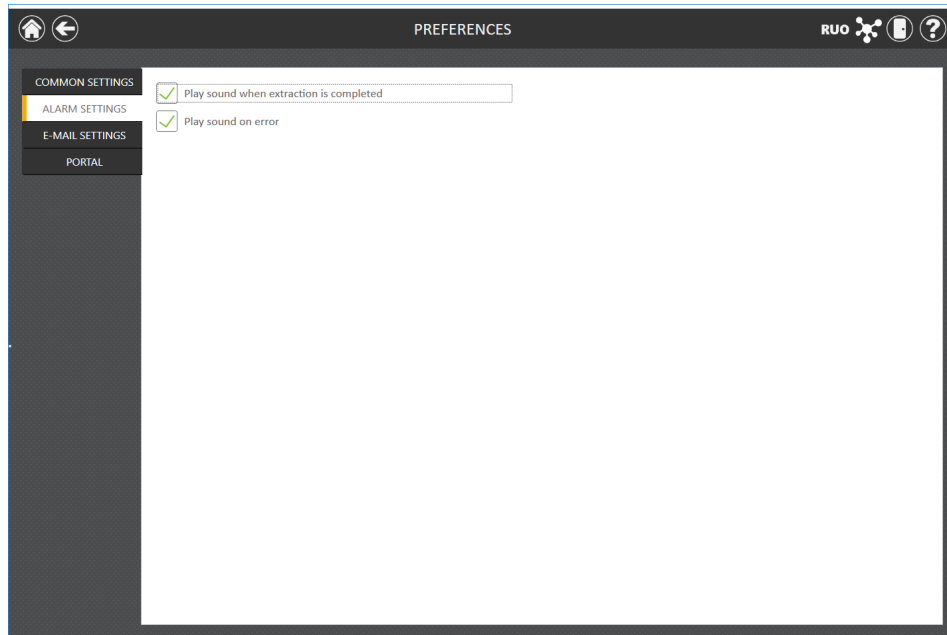 PREFERENCES
RUO
?
COMMON SETTINGS
ALARM SETTINGS
E-MAIL SETTINGS
PORTAL
Play sound when extraction is completed
Play sound on error